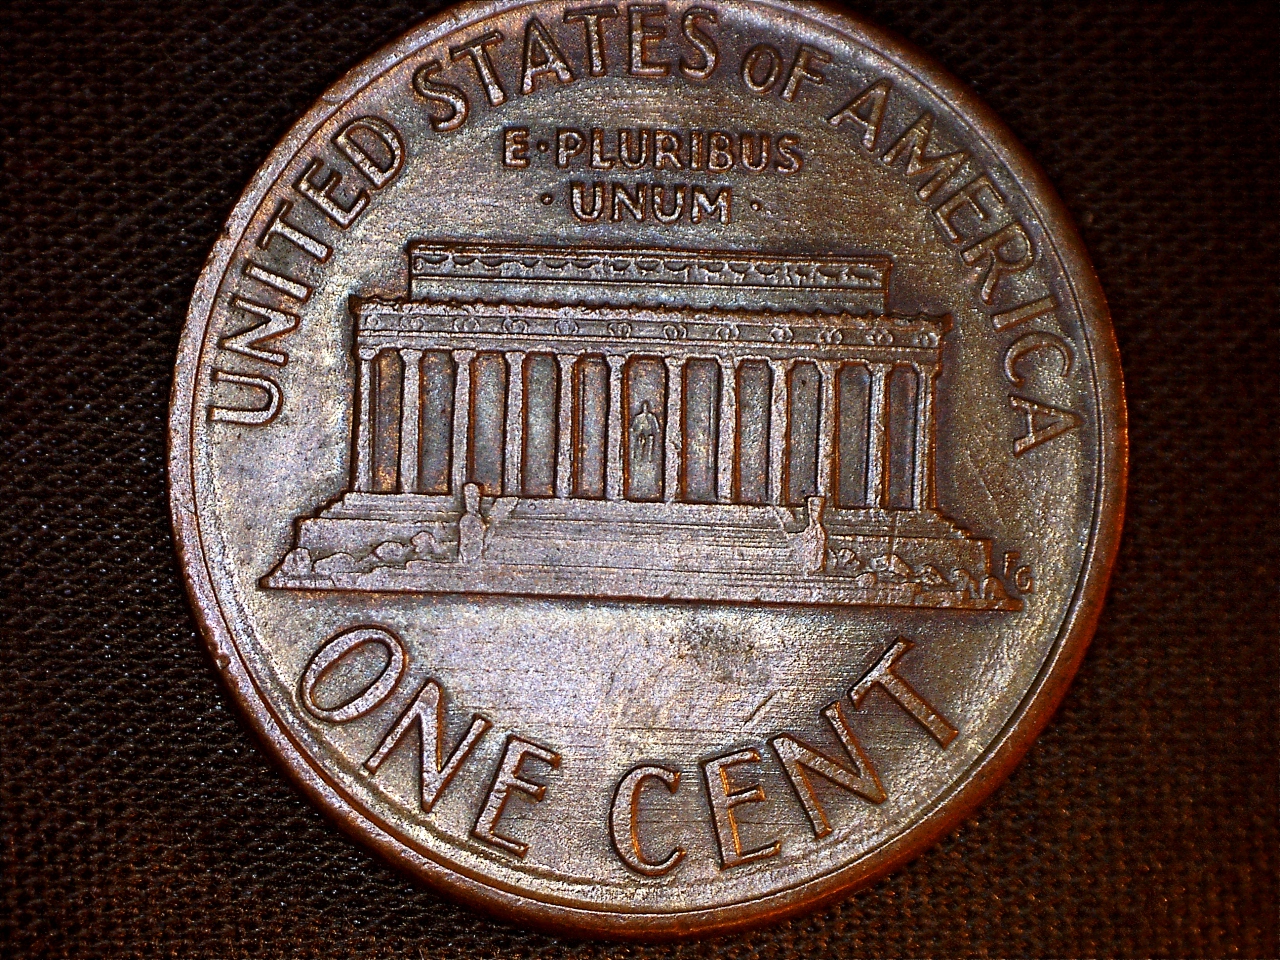 UNITED STATES OF AMERICA
E·PLURIBUS
·UNUM·
FG
ONE CENT